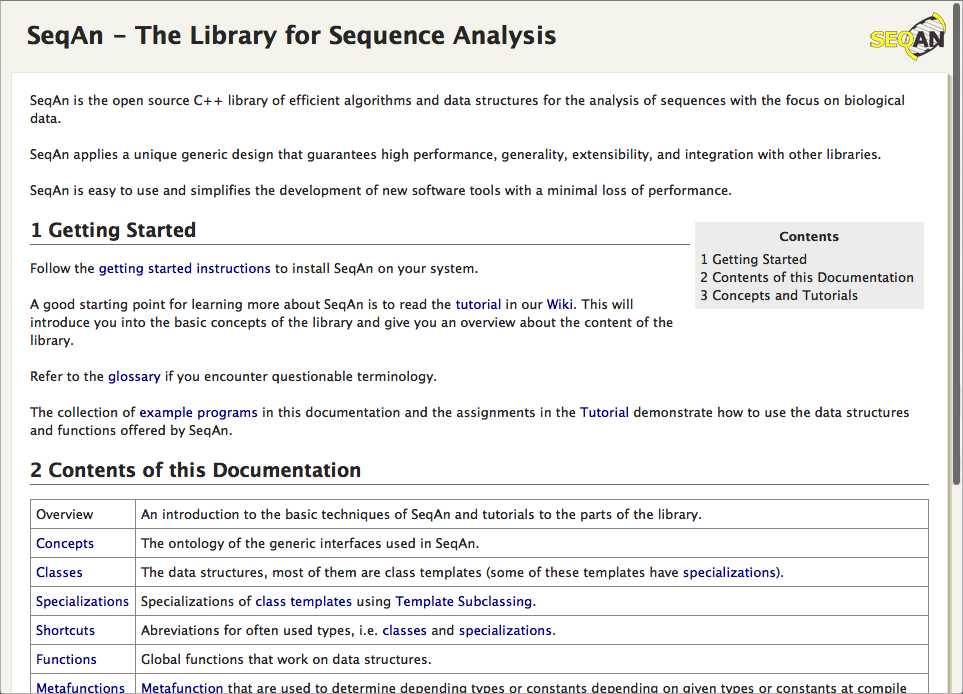 SeqAn – The Library for Sequence Analysis
SEQAN
SeqAn is the open source C++ library of efficient algorithms and data structures for the analysis of sequences with the focus on biological
data.
SeqAn applies a unique generic design that guarantees high performance, generality, extensibility, and integration with other libraries.
SeqAn is easy to use and simplifies the development of new software tools with a minimal loss of performance.
1 Getting Started
Contents
1 Getting Started
2 Contents of this Documentation
3 Concepts and Tutorials
Follow the getting started instructions to install SeqAn on your system.
A good starting point for learning more about SeqAn is to read the tutorial in our Wiki. This will
introduce you into the basic concepts of the library and give you an overview about the content of the
library.
Refer to the glossary if you encounter questionable terminology.
The collection of example programs in this documentation and the assignments in the Tutorial demonstrate how to use the data structures
and functions offered by SeqAn.
2 Contents of this Documentation
Overview An introduction to the basic techniques of SeqAn and tutorials to the parts of the library.
Concepts The ontology of the generic interfaces used in SeqAn.
Classes The data structures, most of them are class templates (some of these templates have specializations).
Specializations Specializations of class templates using Template Subclassing.
Shortcuts Abreviations for often used types, i.e. classes and specializations.
Functions Global functions that work on data structures.
Metafunctions Metafunction that are used to determine depending types or constants depending on given types or constants at compile